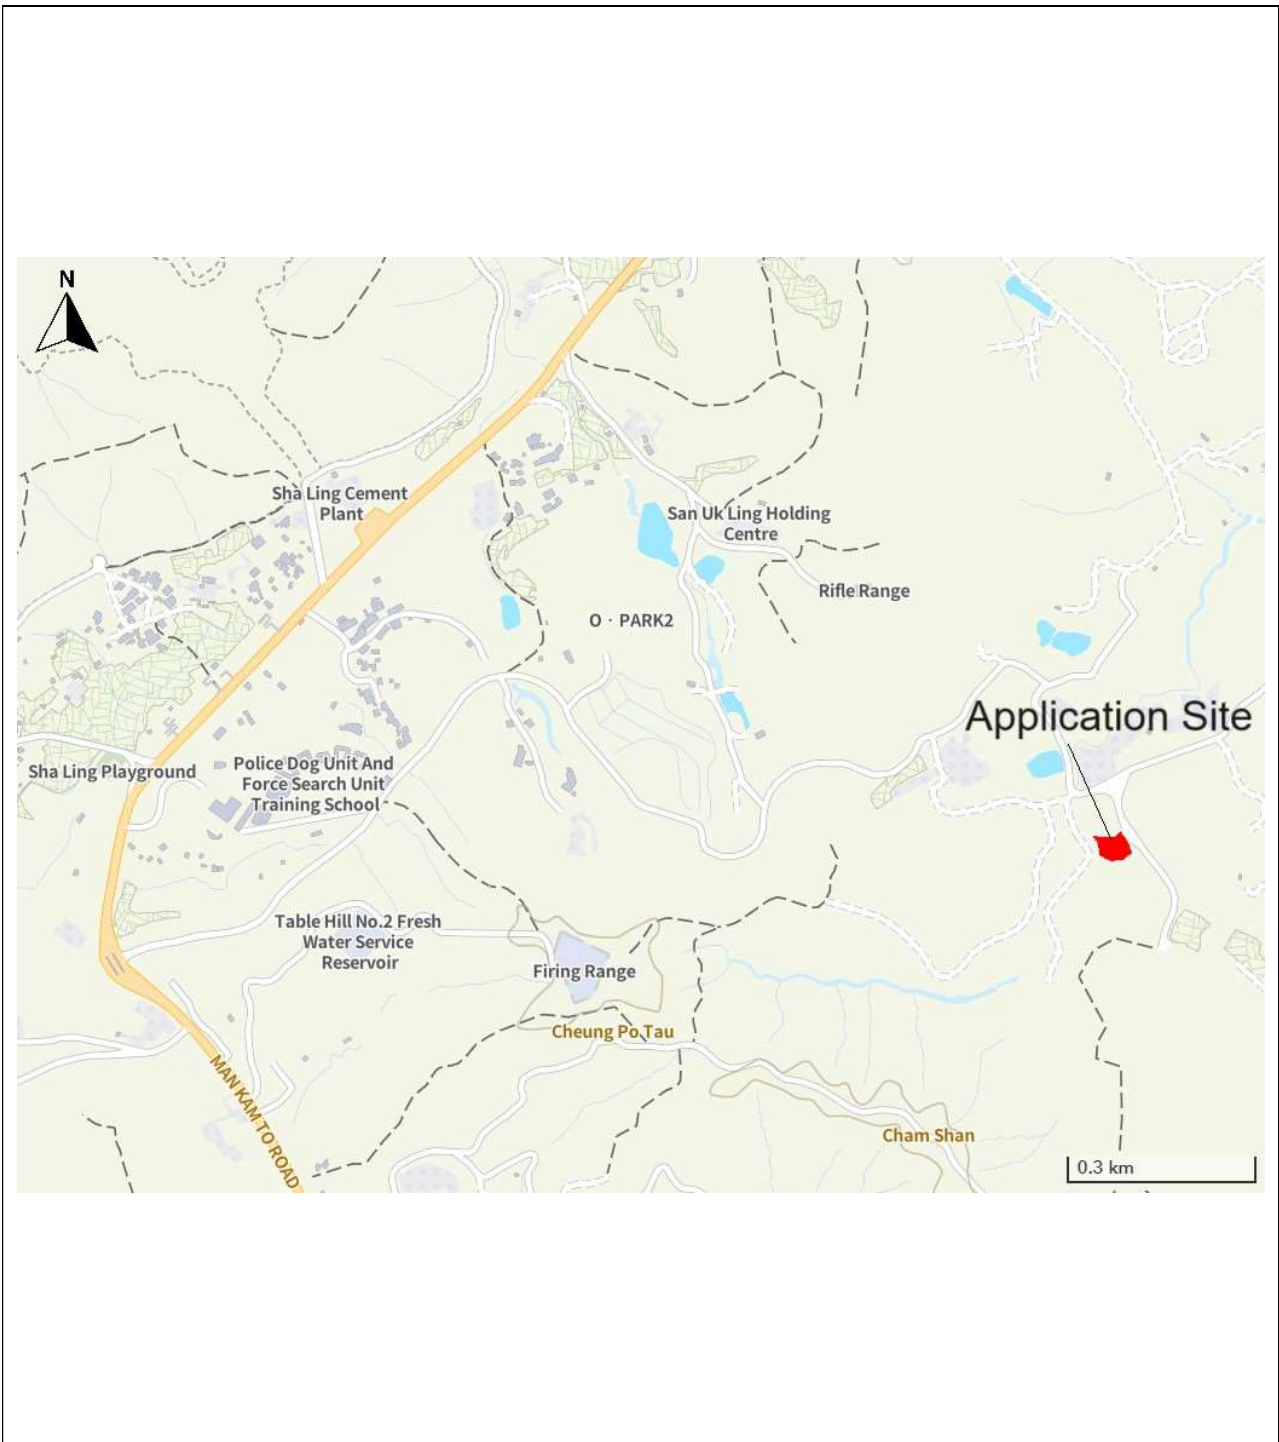 N
Sha Ling Cement
Plant
San Uk Ling Holding
Centre
Rifle Range
O · PARK2
Application Site
Sha Ling Playground
Police Dog Unit And
Force Search Unit
Training School
Table Hill No.2 Fresh
Water Service
Reservoir
Firing Range
Cheung Po Tau
MAN KAM TO ROAD
Cham Shan
0.3 km